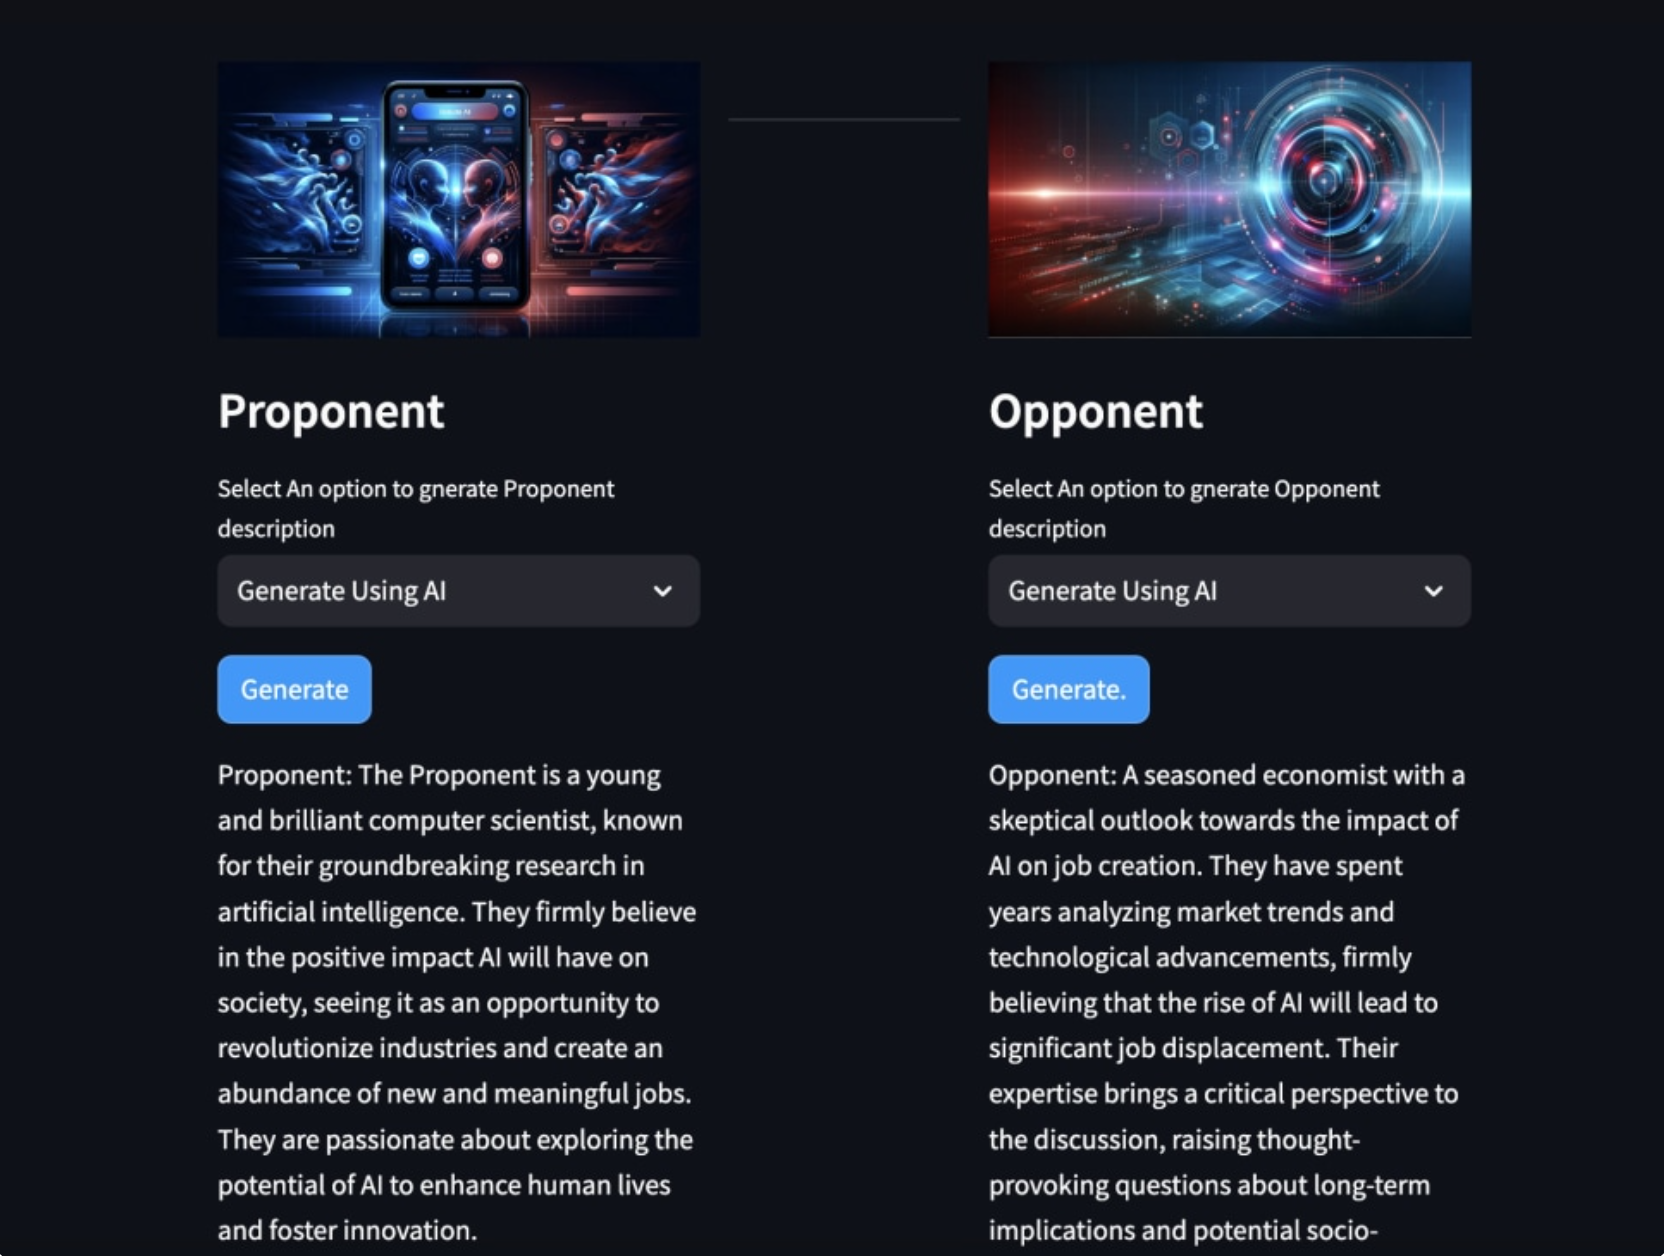 Proponent
Select An option to gnerate Proponent
description
Generate Using AI
Generate
Proponent: The Proponent is a young
and brilliant computer scientist, known
for their groundbreaking research in
artificial intelligence. They firmly believe
in the positive impact AI will have on
society, seeing it as an opportunity to
revolutionize industries and create an
abundance of new and meaningful jobs.
They are passionate about exploring the
potential of AI to enhance human lives
and foster innovation.
Opponent
Select An option to gnerate Opponent
description
Generate Using AI
Generate.
Opponent: A seasoned economist with a
skeptical outlook towards the impact of
AI on job creation. They have spent
years analyzing market trends and
technological advancements, firmly
believing that the rise of AI will lead to
significant job displacement. Their
expertise brings a critical perspective to
the discussion, raising thought-
provoking questions about long-term
implications and potential socio-